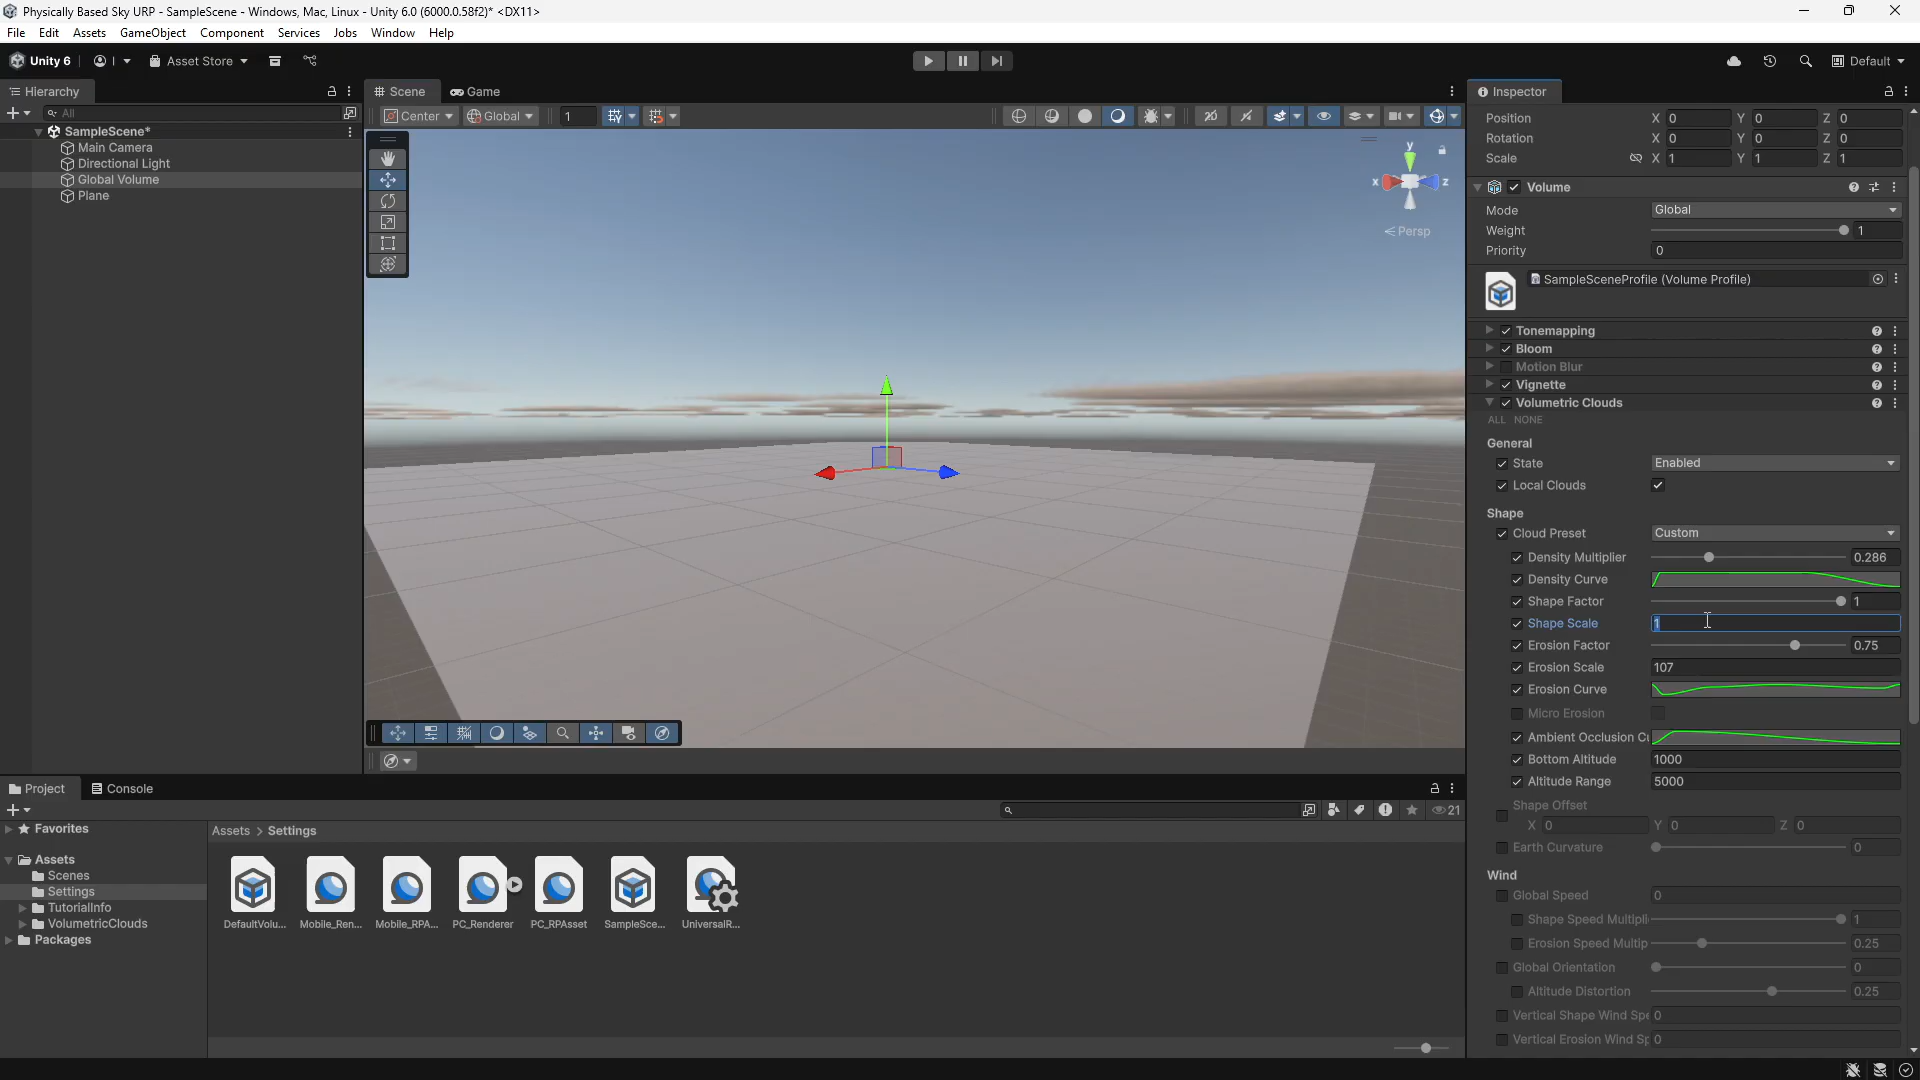 Physically Based Sky URP - SampleScene - Windows, Mac, Linux - Unity 6.0 (6000.0.58f2)* <DX11>
File Edit Assets GameObject Component Services Jobs Window Help
Unity 6 I Asset Store Default
Hierarchy
All
SampleScene*
Main Camera
Directional Light
Global Volume
Plane
Scene Game
Center Global 1
y
x z
Persp
Inspector
Position X 0 Y 0 Z 0
Rotation X 0 Y 0 Z 0
Scale X 1 Y 1 Z 1
Volume
Mode Global
Weight 1
Priority 0
SampleSceneProfile (Volume Profile)
Tonemapping
Bloom
Motion Blur
Vignette
Volumetric Clouds
ALL NONE
General
State Enabled
Local Clouds
Shape
Cloud Preset Custom
Density Multiplier 0.286
Density Curve
Shape Factor 1
Shape Scale 1
Erosion Factor 0.75
Erosion Scale 107
Erosion Curve
Micro Erosion
Ambient Occlusion Cu
Bottom Altitude 1000
Altitude Range 5000
Shape Offset
X 0 Y 0 Z 0
Earth Curvature 0
Wind
Global Speed 0
Shape Speed Multipli 1
Erosion Speed Multip 0.25
Global Orientation 0
Altitude Distortion 0.25
Vertical Shape Wind Spe 0
Vertical Erosion Wind Sp 0
Project Console
21
Favorites
Assets
Scenes
Settings
TutorialInfo
VolumetricClouds
Packages
Assets > Settings
DefaultVolu... Mobile_Ren... Mobile_RPA... PC_Renderer PC_RPAsset SampleSce... UniversalR...